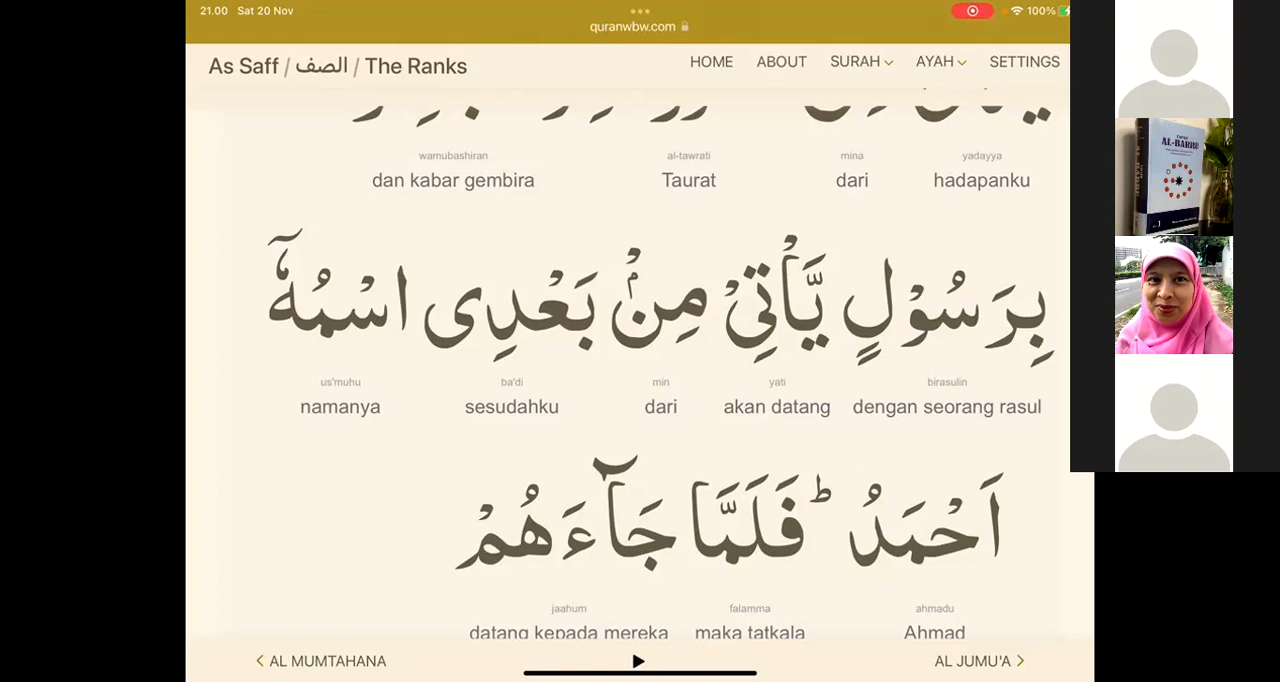 21.00 Sat 20 Nov
100%
quranwbw.com
As Saff / الصف / The Ranks
HOME ABOUT SURAH AYAH SETTINGS
wamubashiran al-tawrati mina yadayya
dan kabar gembira Taurat dari hadapanku
بِرَسُوْلٍ يَّأْتِيْ مِنْۢ بَعْدِى اسْمُهٗٓ
us'muhu ba'di min yati birasulin
namanya sesudahku dari akan datang dengan seorang rasul
اَحْمَدُ ؕ فَلَمَّا جَآءَهُمْ
jaahum falamma ahmadu
datang kepada mereka maka tatkala Ahmad
AL MUMTAHANA AL JUMU'A
AL-BARRU